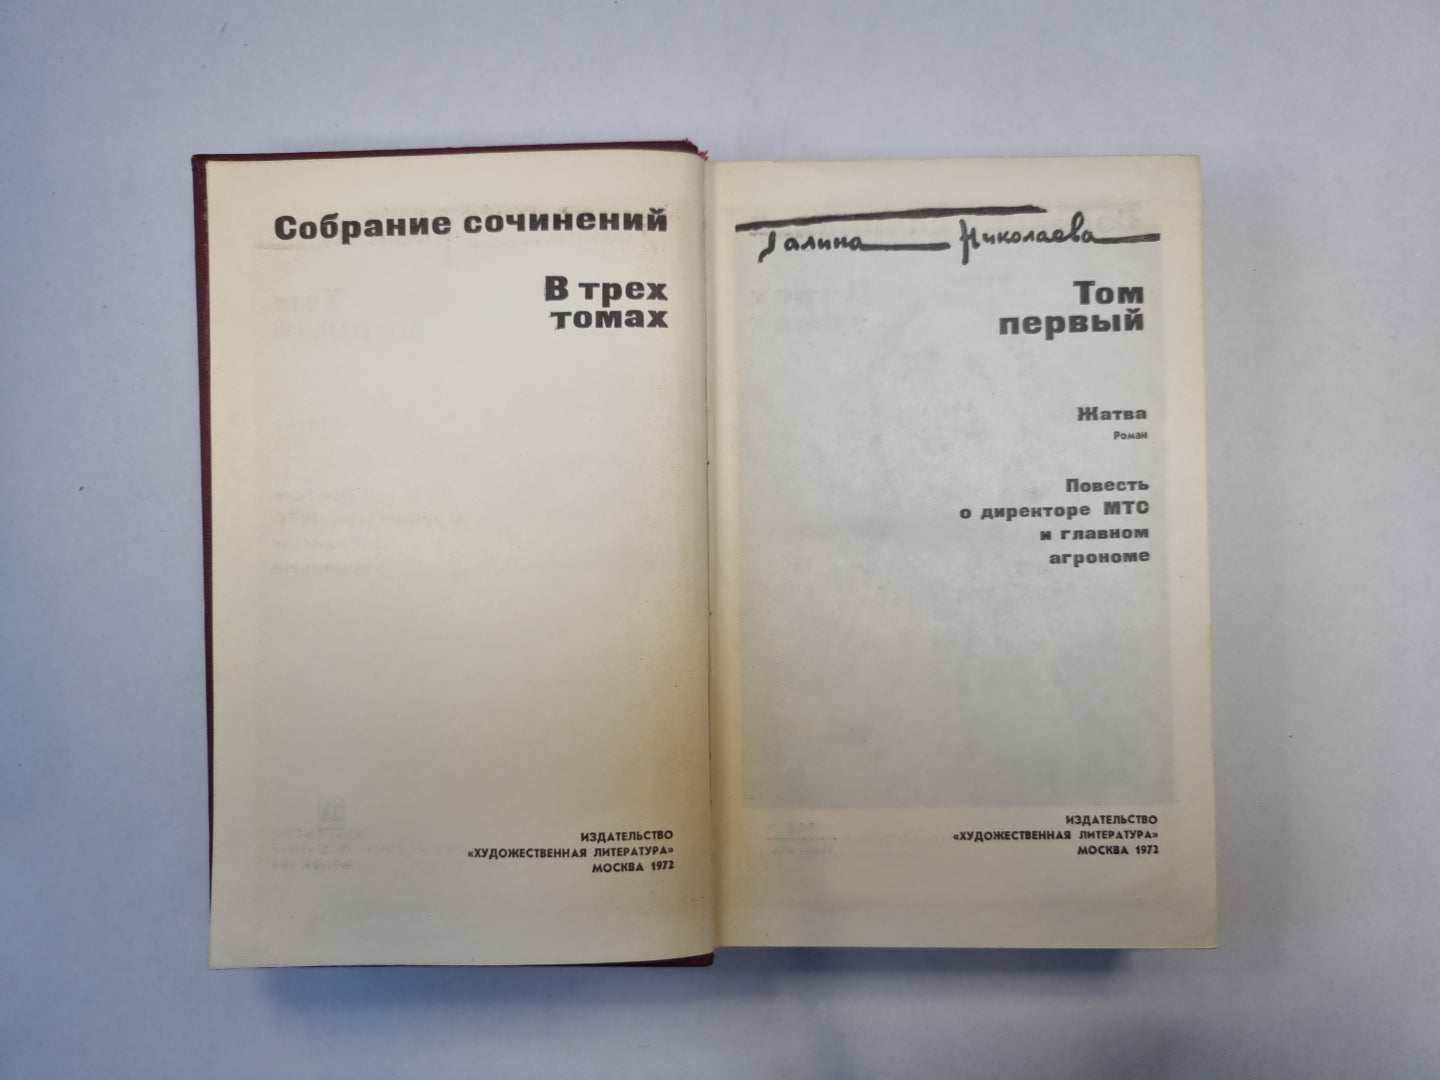 Собрание сочинений
В трех
томах
ИЗДАТЕЛЬСТВО
«ХУДОЖЕСТВЕННАЯ ЛИТЕРАТУРА»
МОСКВА 1972
Галина Николаева
Том
первый
Жатва
Роман
Повесть
о директоре МТС
и главном
агрономе
ИЗДАТЕЛЬСТВО
«ХУДОЖЕСТВЕННАЯ ЛИТЕРАТУРА»
МОСКВА 1972